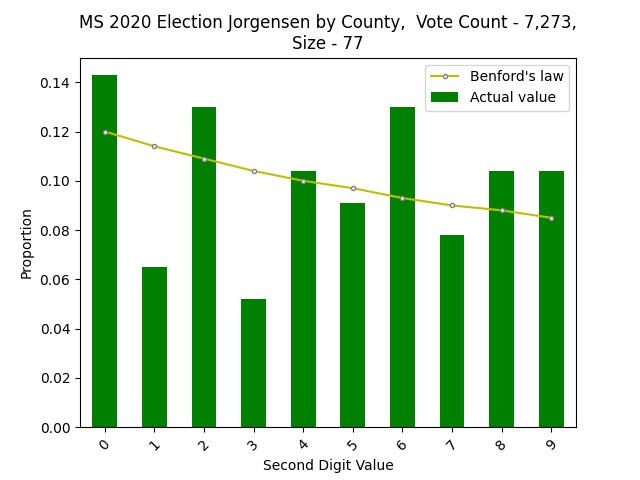 MS 2020 Election Jorgensen by County,  Vote Count - 7,273,
Size - 77
Benford's law
Actual value
0.14
0.12
0.10
0.08
0.06
0.04
0.02
0.00
Proportion
0 1 2 3 4 5 6 7 8 9
Second Digit Value